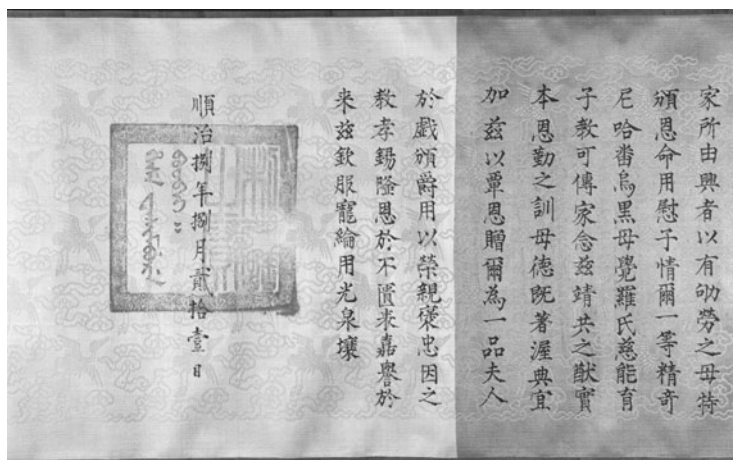 家所由興者以有劬勞之母特
頒恩命用慰子情爾一等精奇
尼哈番烏黑母覺羅氏慈能育
子教可傳家念茲靖共之猷實
本恩勤之訓母德既著渥典宜
加茲以覃恩贈爾為一品夫人
於戲頒爵用以榮親褒忠因之
教孝錫隆恩於不匱永嘉譽於
来茲欽服寵綸用光泉壤
順治捌年捌月貳拾壹日